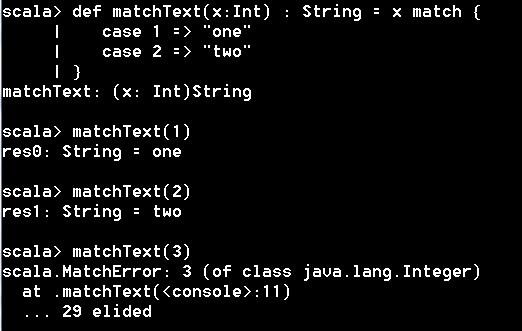 scala> def matchText(x:Int) : String = x match {
     |     case 1 => "one"
     |     case 2 => "two"
     | }
matchText: (x: Int)String
scala> matchText(1)
res0: String = one
scala> matchText(2)
res1: String = two
scala> matchText(3)
scala.MatchError: 3 (of class java.lang.Integer)
  at .matchText(<console>:11)
  ... 29 elided